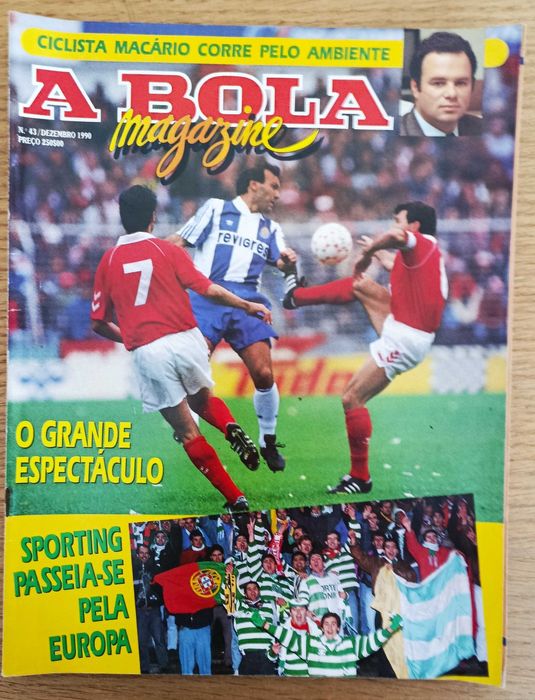 CICLISTA MACÁRIO CORRE PELO AMBIENTE
A BOLA
magazine
N.º 43/DEZEMBRO 1990
PREÇO 250$00
revigres
7
O GRANDE
ESPECTÁCULO
SPORTING
PASSEIA-SE
PELA
EUROPA